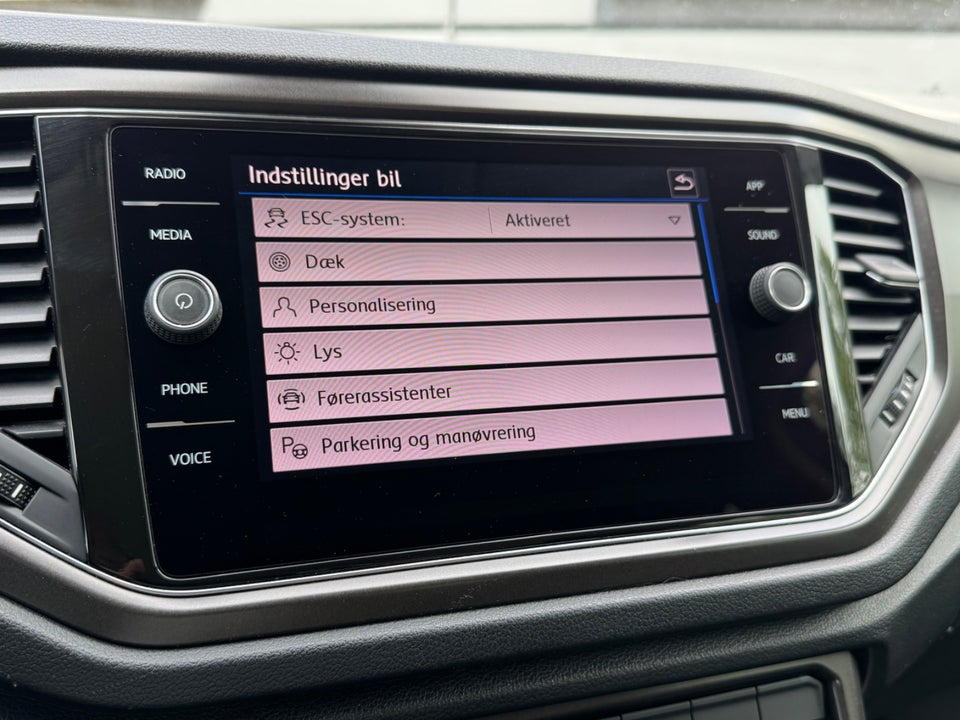 Indstillinger bil
RADIO
APP
ESC-system: Aktiveret
MEDIA
SOUND
Dæk
Personalisering
Lys
CAR
PHONE
Førerassistenter
MENU
P Parkering og manøvrering
VOICE